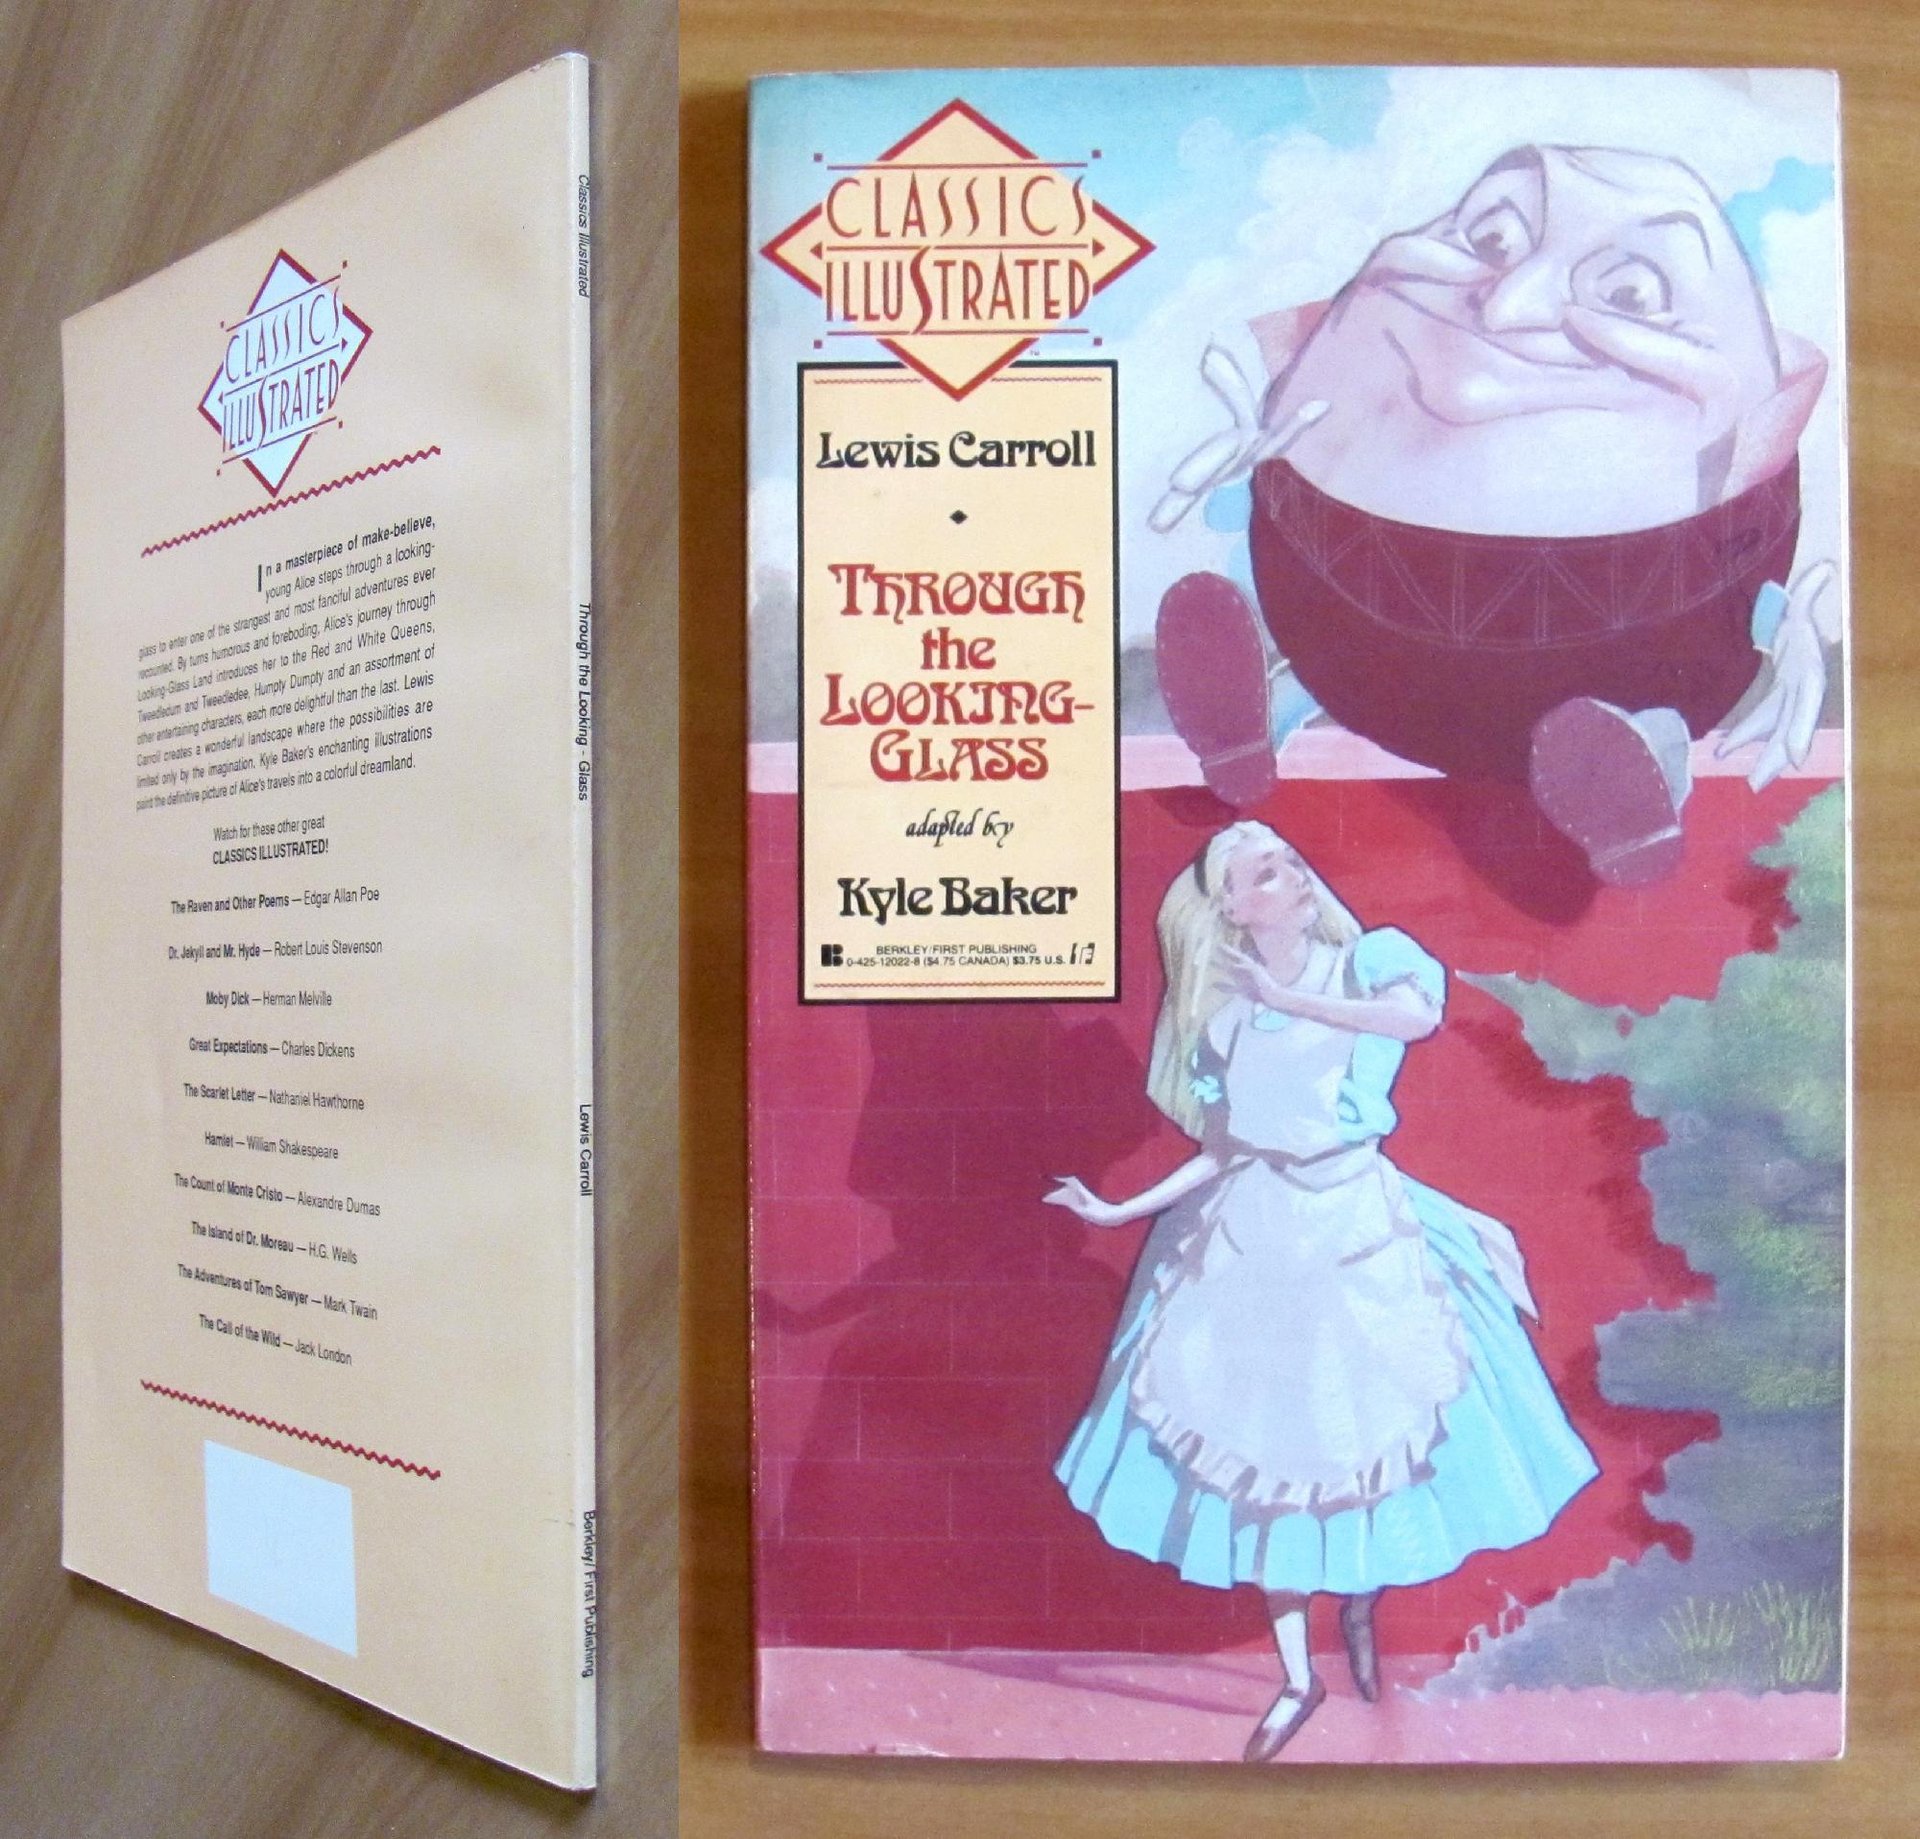 CLASSICS
ILLUSTRATED
In a masterpiece of make-believe,
young Alice steps through a looking-
glass to enter one of the strangest and most fanciful adventures ever
recounted. By turns humorous and foreboding, Alice's journey through
Looking-Glass Land introduces her to the Red and White Queens,
Tweedledum and Tweedledee, Humpty Dumpty and an assortment of
other entertaining characters, each more delightful than the last. Lewis
Carroll creates a wonderful landscape where the possibilities are
limited only by the imagination. Kyle Baker's enchanting illustrations
paint the definitive picture of Alice's travels into a colorful dreamland.
Watch for these other great
CLASSICS ILLUSTRATED!
The Raven and Other Poems — Edgar Allan Poe
Dr. Jekyll and Mr. Hyde — Robert Louis Stevenson
Moby Dick — Herman Melville
Great Expectations — Charles Dickens
The Scarlet Letter — Nathaniel Hawthorne
Hamlet — William Shakespeare
The Count of Monte Cristo — Alexandre Dumas
The Island of Dr. Moreau — H.G. Wells
The Adventures of Tom Sawyer — Mark Twain
The Call of the Wild — Jack London
Classics Illustrated
Through the Looking - Glass
Lewis Carroll
Berkley/ First Publishing
CLASSICS
ILLUSTRATED
™
Lewis Carroll
THROUGH
the
LOOKING-
GLASS
adapted by
Kyle Baker
BERKLEY/FIRST PUBLISHING
0-425-12022-8 ($4.75 CANADA) $3.75 U.S.